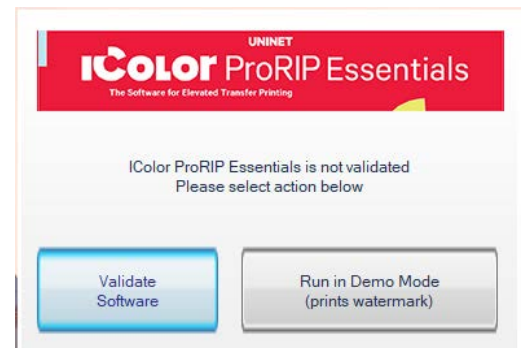 UNINET
IColor ProRIP Essentials
The Software for Elevated Transfer Printing
IColor ProRIP Essentials is not validated
Please select action below
Validate
Software
Run in Demo Mode
(prints watermark)